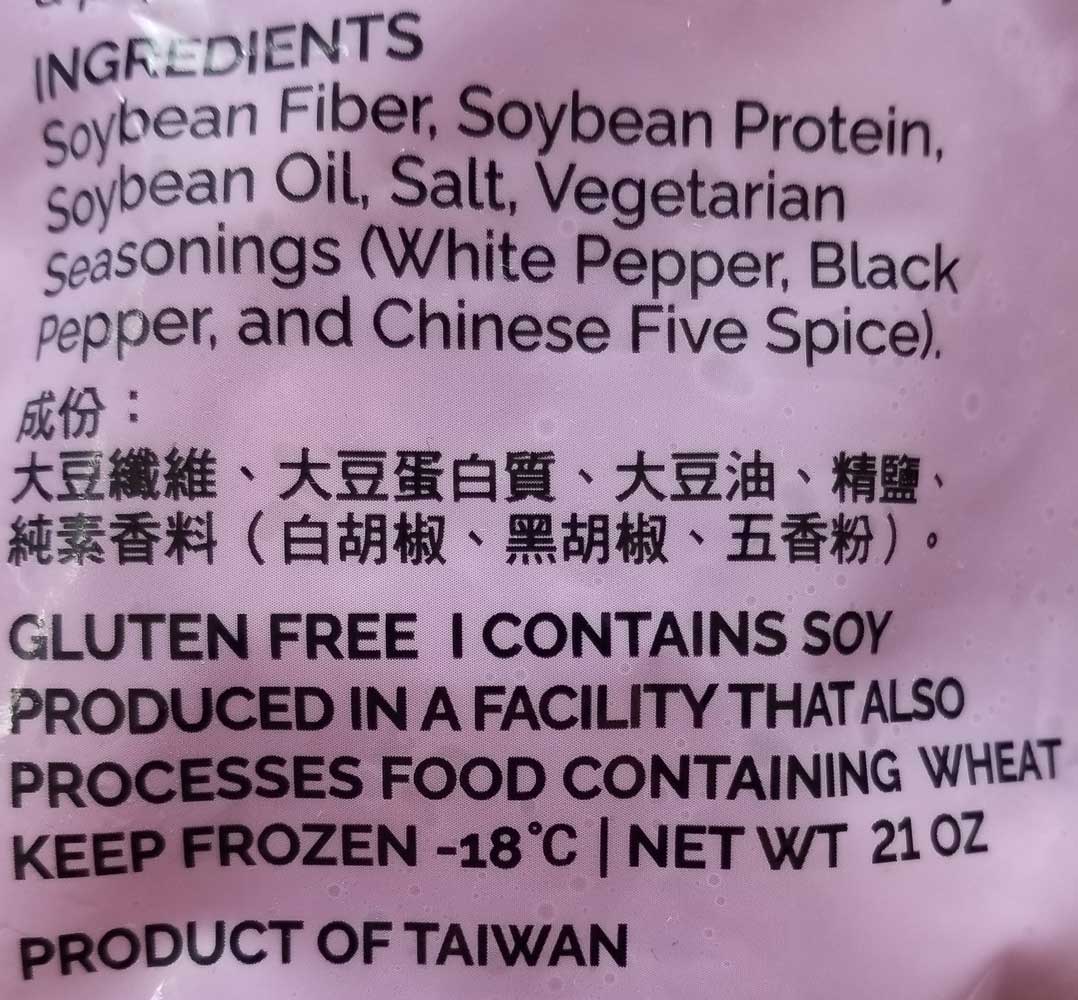 INGREDIENTS
Soybean Fiber, Soybean Protein,
Soybean Oil, Salt, Vegetarian
Seasonings (White Pepper, Black
Pepper, and Chinese Five Spice).
成份：
大豆纖維、大豆蛋白質、大豆油、精鹽、
純素香料（白胡椒、黑胡椒、五香粉）。
GLUTEN FREE I CONTAINS SOY
PRODUCED IN A FACILITY THAT ALSO
PROCESSES FOOD CONTAINING WHEAT
KEEP FROZEN -18°C | NET WT 21 OZ
PRODUCT OF TAIWAN